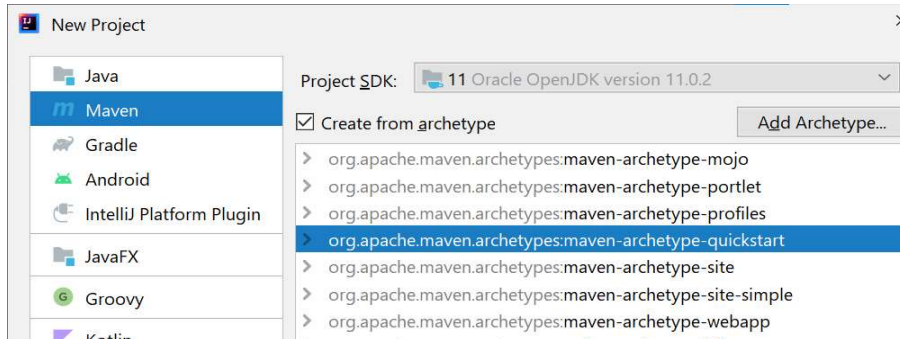 New Project
Java
Maven
Gradle
Android
IntelliJ Platform Plugin
JavaFX
Groovy
Kotlin
Project SDK: 11 Oracle OpenJDK version 11.0.2
Create from archetype
Add Archetype...
org.apache.maven.archetypes:maven-archetype-mojo
org.apache.maven.archetypes:maven-archetype-portlet
org.apache.maven.archetypes:maven-archetype-profiles
org.apache.maven.archetypes:maven-archetype-quickstart
org.apache.maven.archetypes:maven-archetype-site
org.apache.maven.archetypes:maven-archetype-site-simple
org.apache.maven.archetypes:maven-archetype-webapp